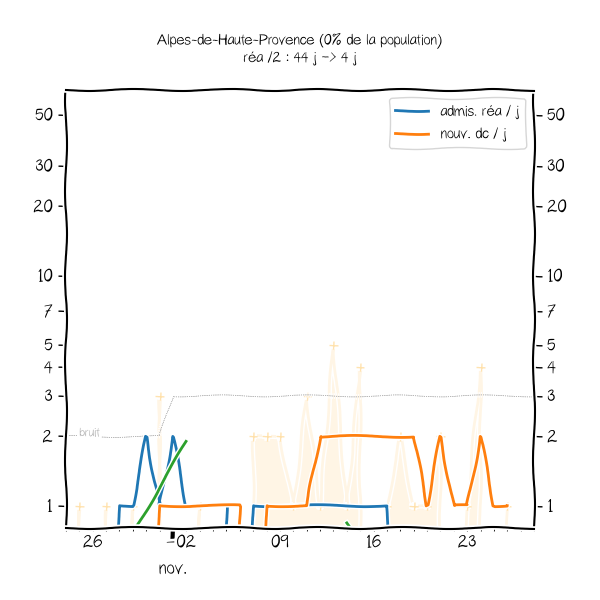 Alpes-de-Haute-Provence (0% de la population)
réa /2 : 44 j -> 4 j
admis. réa / j
nouv. dc / j
50 50
30 30
20 20
10 10
7 7
5 5
4 4
3 3
bruit
2 2
1 1
26 02 09 16 23
nov.